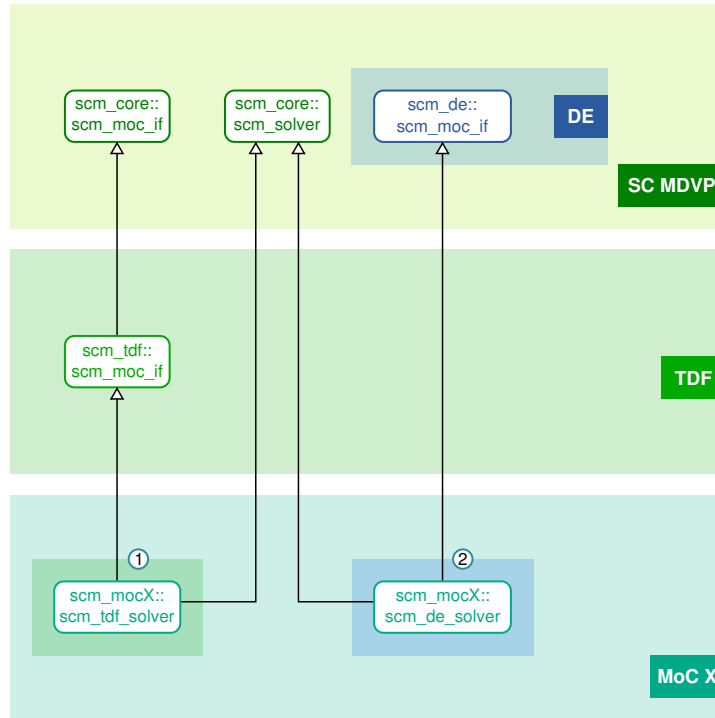 scm_core::
scm_moc_if
scm_core::
scm_solver
scm_de::
scm_moc_if
DE
SC MDVP
scm_tdf::
scm_moc_if
TDF
1
2
scm_mocX::
scm_tdf_solver
scm_mocX::
scm_de_solver
MoC X